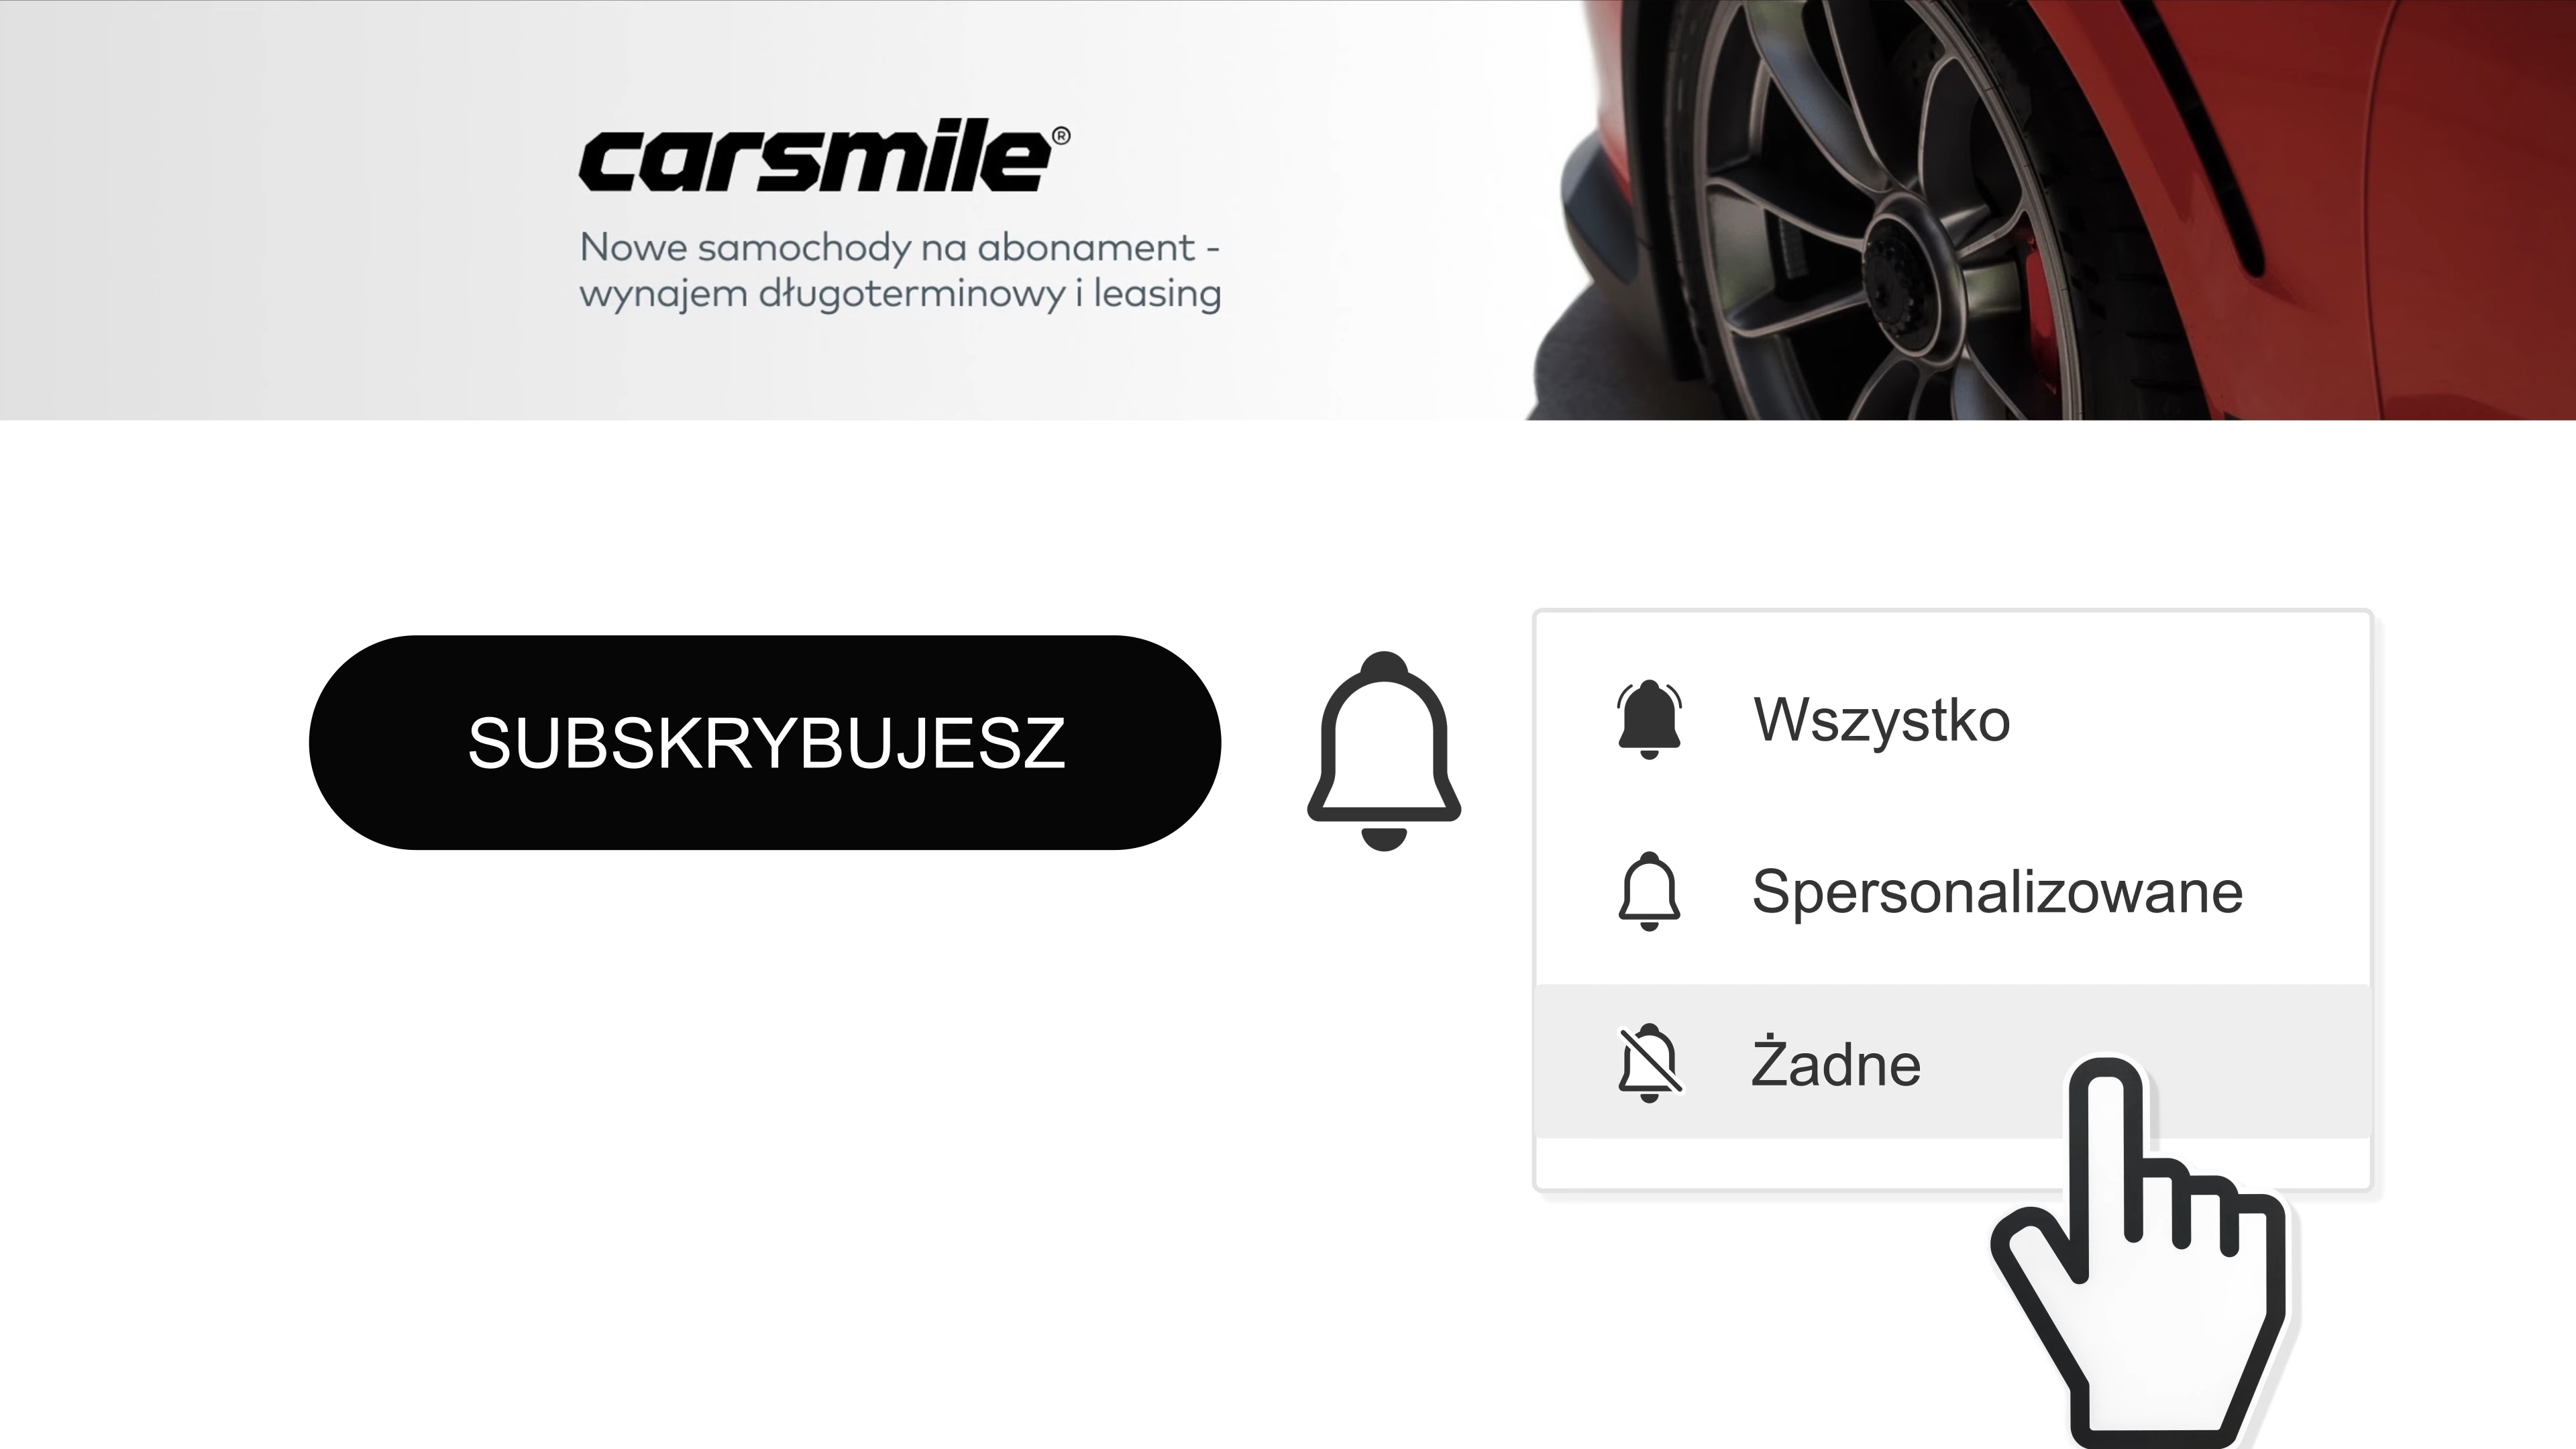 carsmile®
Nowe samochody na abonament -
wynajem długoterminowy i leasing
SUBSKRYBUJESZ
Wszystko
Spersonalizowane
Żadne